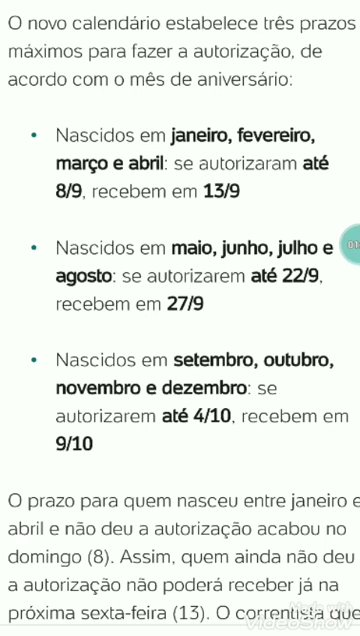 O novo calendário estabelece três prazos
máximos para fazer a autorização, de
acordo com o mês de aniversário:
• Nascidos em janeiro, fevereiro,
março e abril: se autorizaram até
8/9, recebem em 13/9
• Nascidos em maio, junho, julho e
agosto: se autorizarem até 22/9,
recebem em 27/9
• Nascidos em setembro, outubro,
novembro e dezembro: se
autorizarem até 4/10, recebem em
9/10
O prazo para quem nasceu entre janeiro e
abril e não deu a autorização acabou no
domingo (8). Assim, quem ainda não deu
a autorização não poderá receber já na
próxima sexta-feira (13). O correntista que
VideoShow